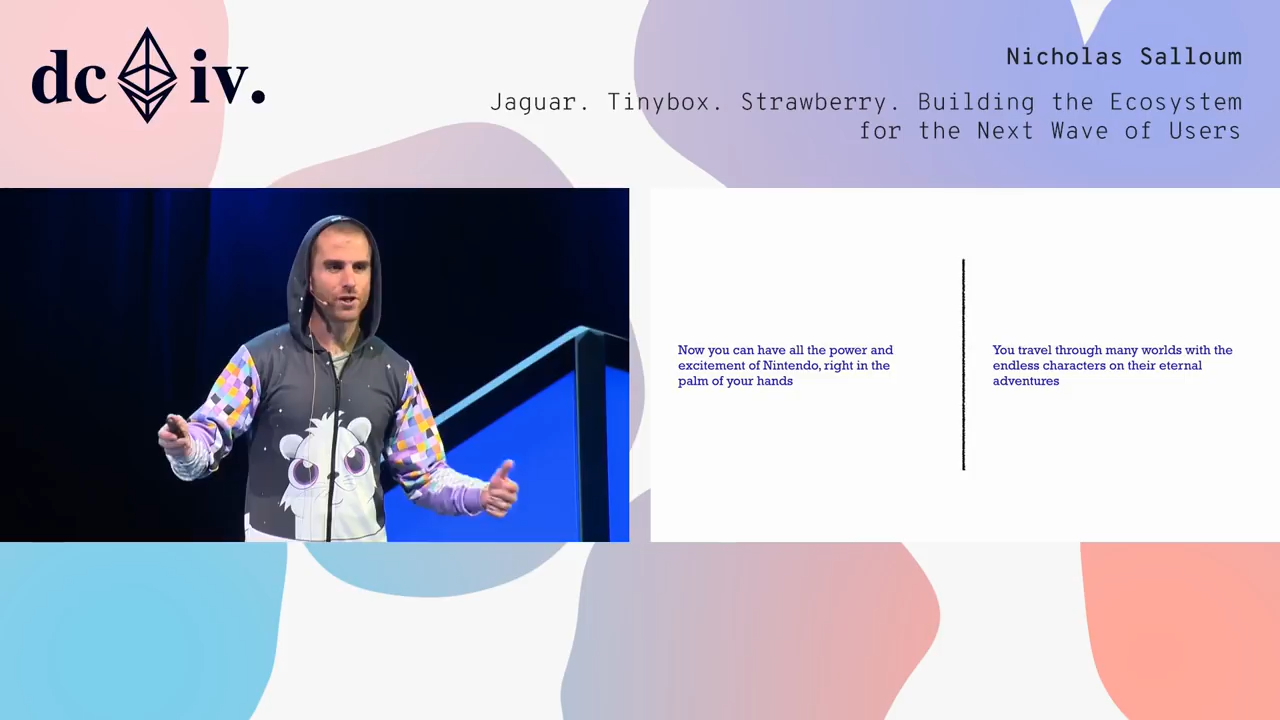 dc iv.
Nicholas Salloum
Jaguar. Tinybox. Strawberry. Building the Ecosystem
for the Next Wave of Users
Now you can have all the power and
excitement of Nintendo, right in the
palm of your hands
You travel through many worlds with the
endless characters on their eternal
adventures